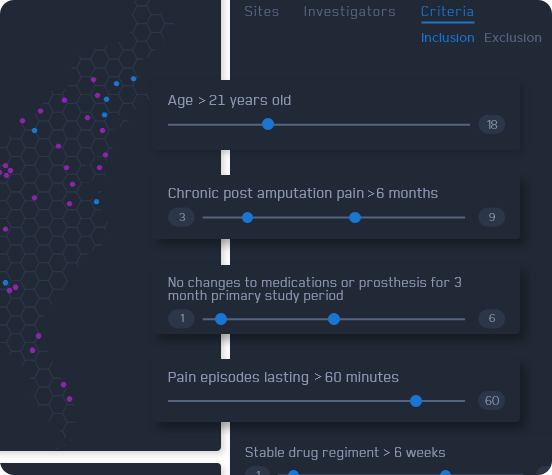 Sites Investigators Criteria
Inclusion Exclusion
Age >21 years old
18
Chronic post amputation pain >6 months
3 9
No changes to medications or prosthesis for 3
month primary study period
1 6
Pain episodes lasting >60 minutes
60
Stable drug regiment > 6 weeks
1